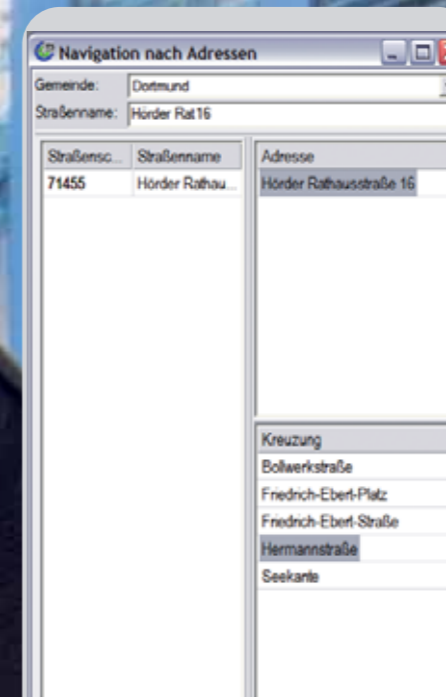 Navigation nach Adressen
Gemeinde: Dortmund
Straßenname: Hörder Rat16
Straßensc... Straßenname
71455 Hörder Rathau...
Adresse
Hörder Rathausstraße 16
Kreuzung
Bollwerkstraße
Friedrich-Ebert-Platz
Friedrich-Ebert-Straße
Hermannstraße
Seekante